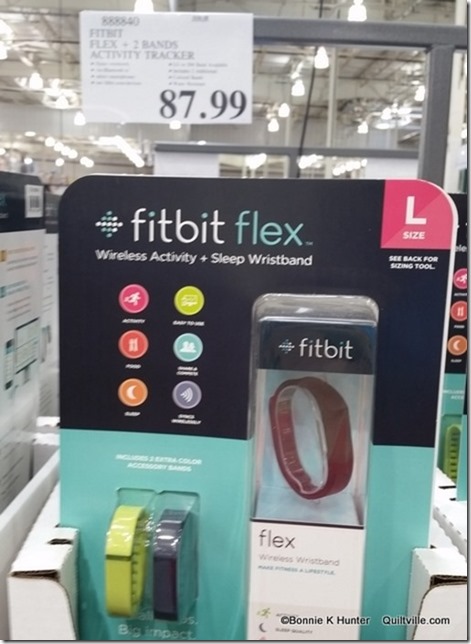 888840
FITBIT
FLEX + 2 BANDS
ACTIVITY TRACKER
87.99
fitbit flex™
Wireless Activity + Sleep Wristband
L
SIZE
SEE BACK FOR
SIZING TOOL.
ACTIVITY
EASY TO USE
FOOD
SHARE &
COMPETE
SLEEP
SYNCS
WIRELESSLY
fitbit
INCLUDES 2 EXTRA COLOR
ACCESSORY BANDS
flex
Wireless Wristband
MAKE FITNESS A LIFESTYLE.
ACTIVITY
SLEEP QUALITY
Big impact.
©Bonnie K Hunter Quiltville.com